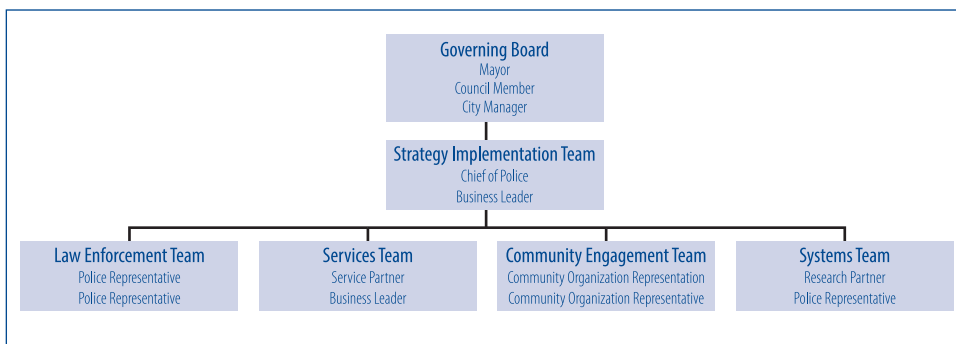 Governing Board
Mayor
Council Member
City Manager
Strategy Implementation Team
Chief of Police
Business Leader
Law Enforcement Team
Police Representative
Police Representative
Services Team
Service Partner
Business Leader
Community Engagement Team
Community Organization Representation
Community Organization Representative
Systems Team
Research Partner
Police Representative